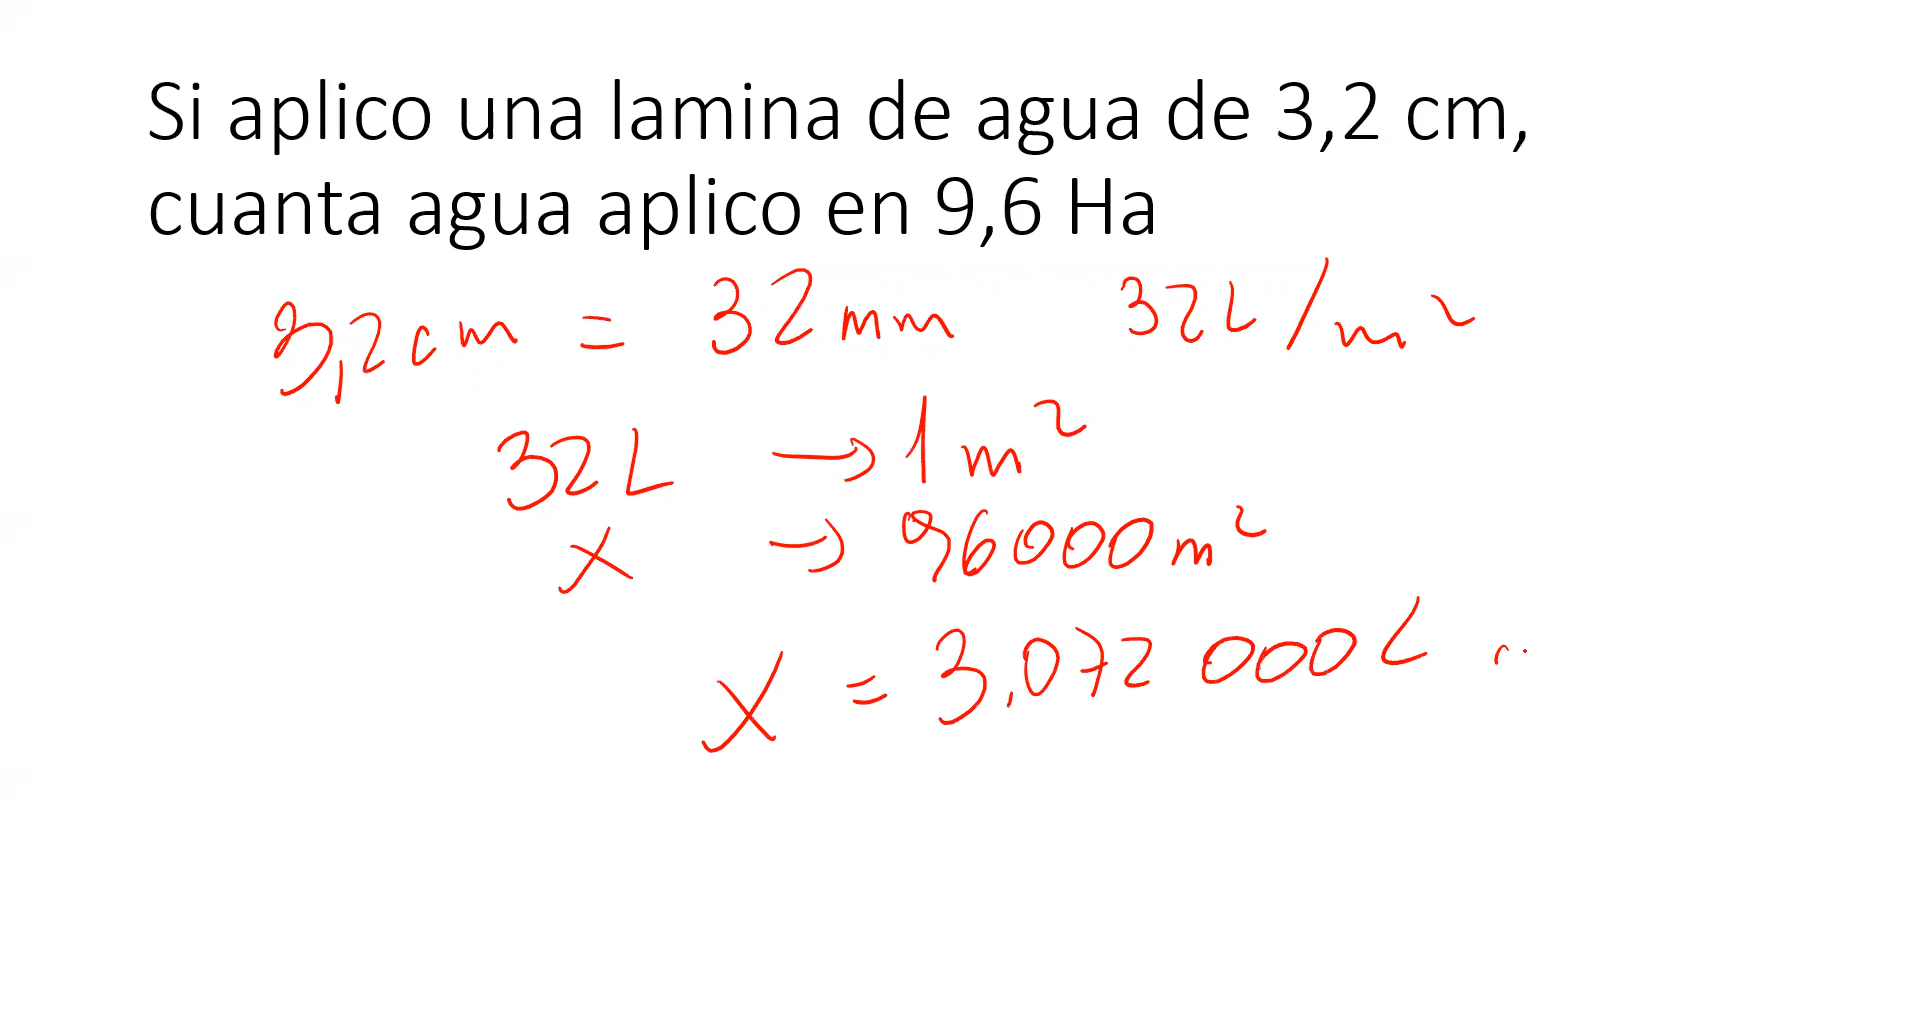 Si aplico una lamina de agua de 3,2 cm,
cuanta agua aplico en 9,6 Ha
3,2cm = 32mm 32L/m²
32L → 1m²
x → 96000m²
X = 3.072 000L